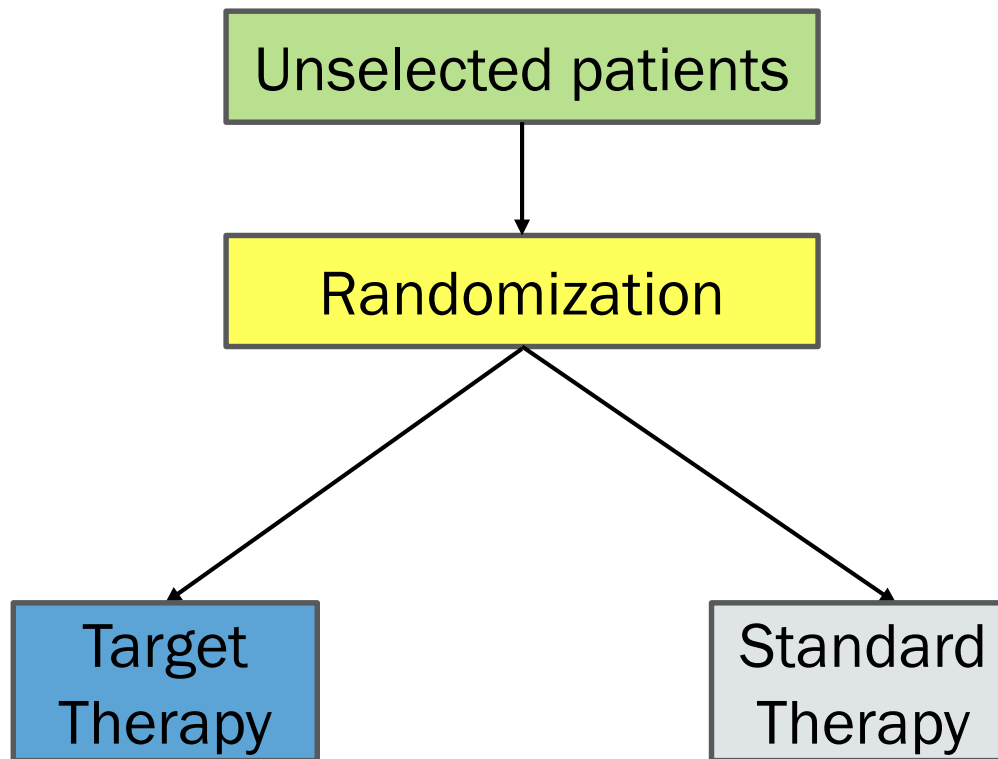 Unselected patients
Randomization
Target
Therapy
Standard
Therapy